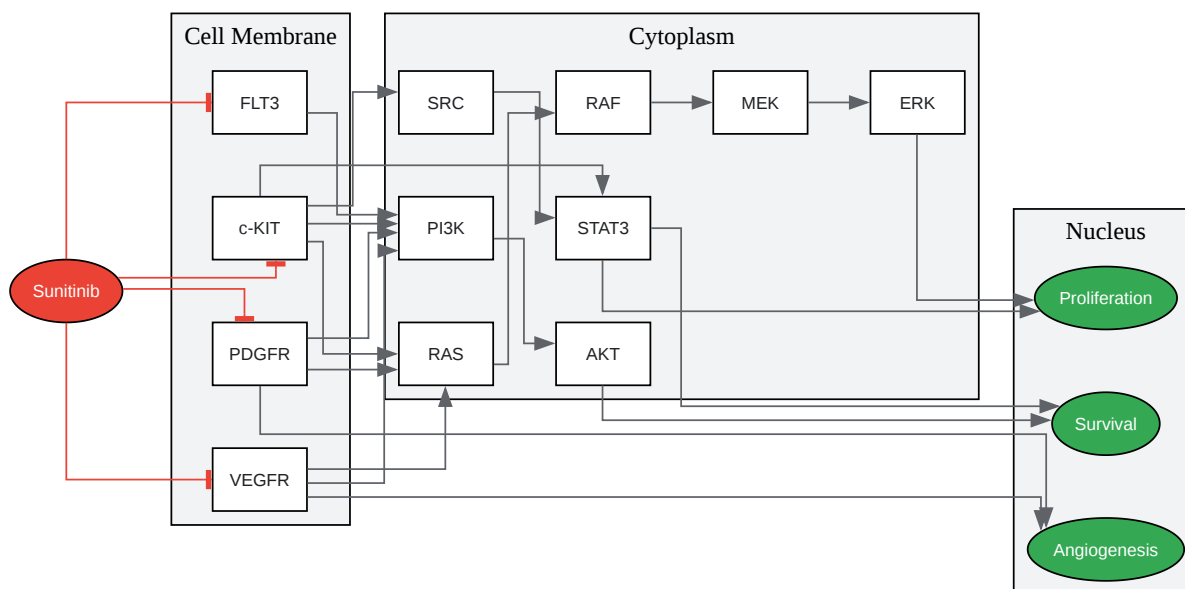 Cell Membrane
Cytoplasm
FLT3
SRC
RAF
MEK
ERK
c-KIT
PI3K
STAT3
Nucleus
Sunitinib
Proliferation
PDGFR
RAS
AKT
Survival
VEGFR
Angiogenesis